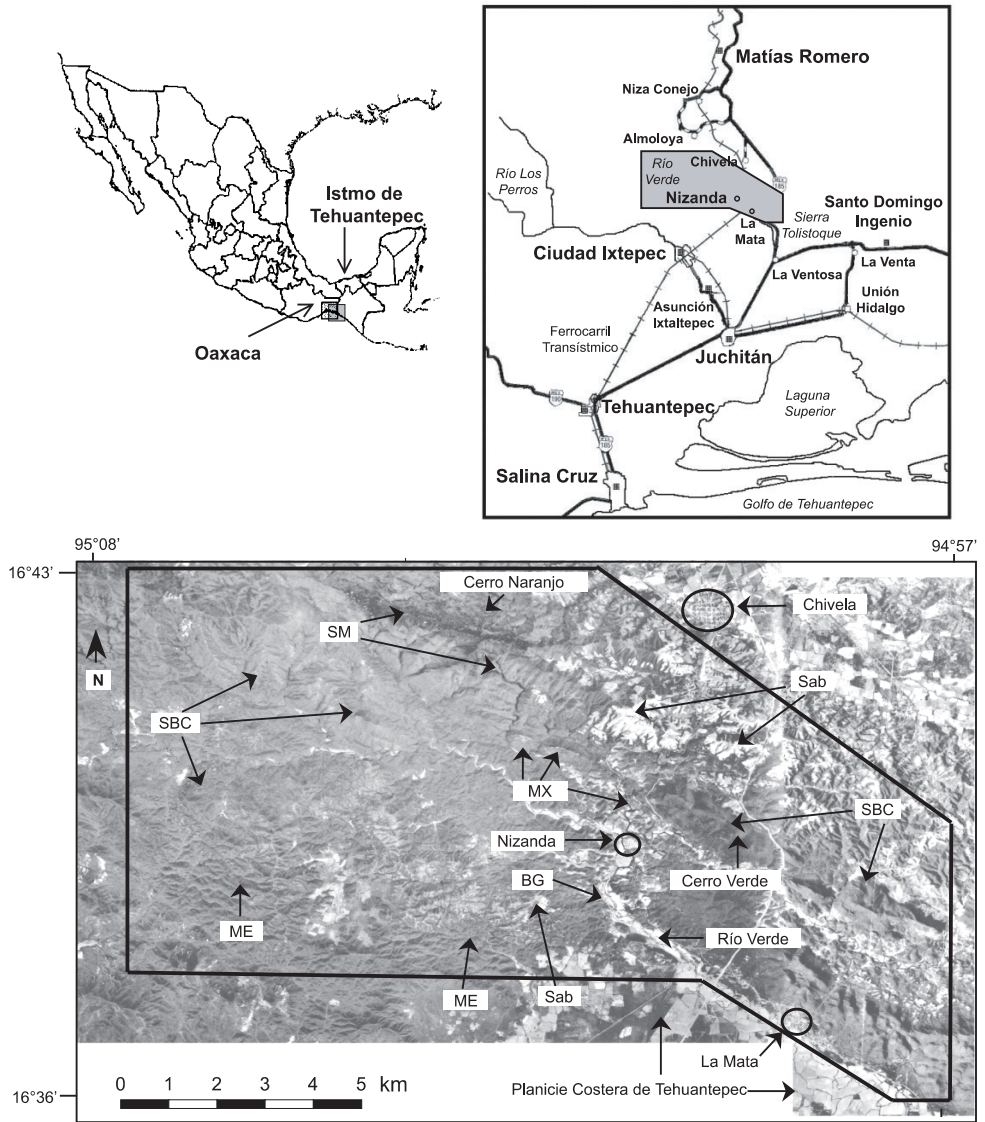 Istmo de
Tehuantepec
Oaxaca
Matías Romero
Niza Conejo
Almoloya
Chivela
Río
Verde
Río Los
Perros
Nizanda
185
Santo Domingo
Ingenio
Sierra
Tolistoque
La
Mata
Ciudad Ixtepec
La Ventosa
La Venta
Asunción
Ixtaltepec
Unión
Hidalgo
Ferrocarril
Transístmico
Juchitán
Laguna
Superior
190
Tehuantepec
185
Salina Cruz
Golfo de Tehuantepec
95°08'
94°57'
16°43'
Cerro Naranjo
Chivela
SM
N
Sab
SBC
MX
SBC
Nizanda
BG
Cerro Verde
ME
Río Verde
ME
Sab
La Mata
0 1 2 3 4 5 km
Planicie Costera de Tehuantepec
16°36'